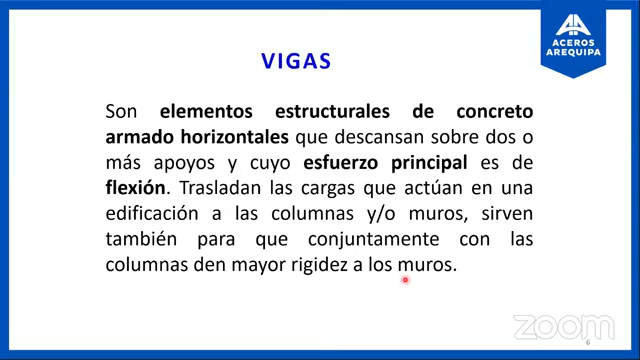 ACEROS
AREQUIPA
VIGAS
Son elementos estructurales de concreto
armado horizontales que descansan sobre dos o
más apoyos y cuyo esfuerzo principal es de
flexión. Trasladan las cargas que actúan en una
edificación a las columnas y/o muros, sirven
también para que conjuntamente con las
columnas den mayor rigidez a los muros.
zoom
6